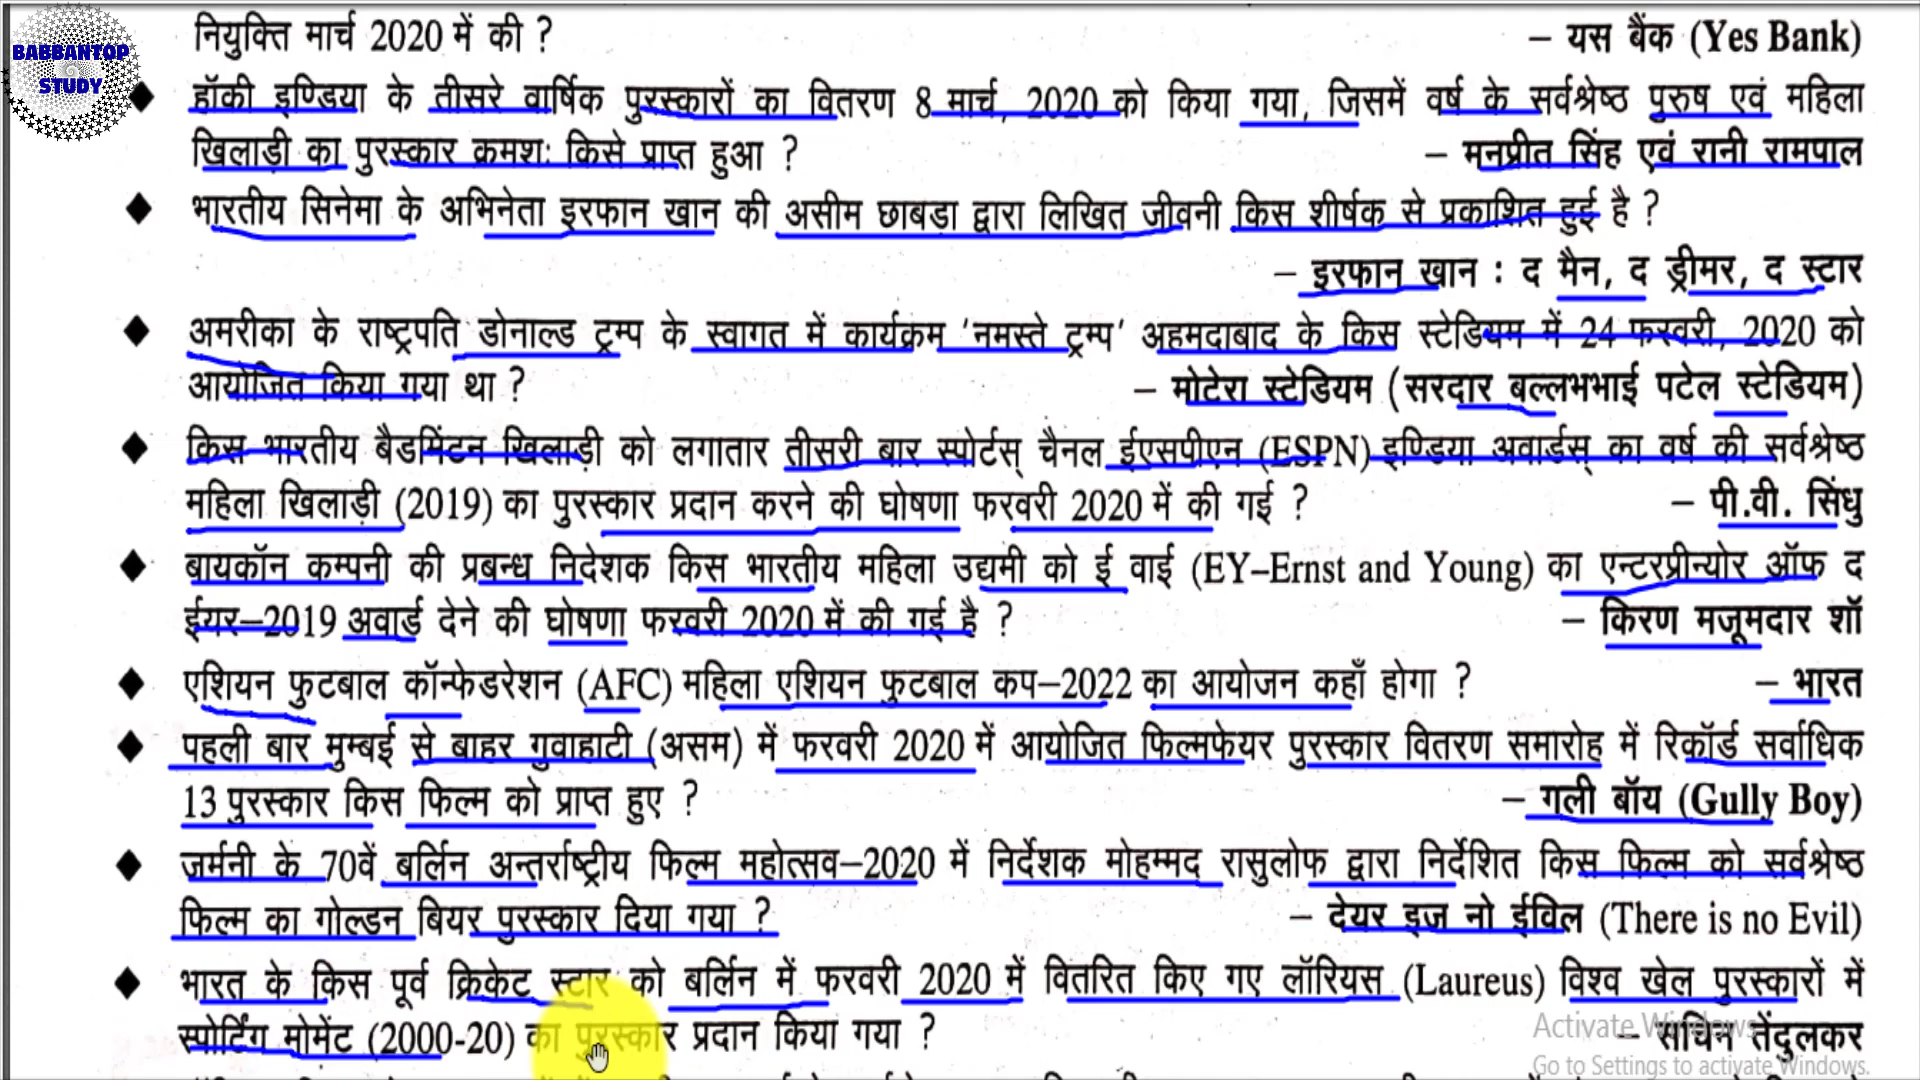 BABBANTOP
STUDY
नियुक्ति मार्च 2020 में की ? – यस बैंक (Yes Bank)
♦ हॉकी इण्डिया के तीसरे वार्षिक पुरस्कारों का वितरण 8 मार्च, 2020 को किया गया, जिसमें वर्ष के सर्वश्रेष्ठ पुरुष एवं महिला
खिलाड़ी का पुरस्कार क्रमशः किसे प्राप्त हुआ ? – मनप्रीत सिंह एवं रानी रामपाल
♦ भारतीय सिनेमा के अभिनेता इरफान खान की असीम छाबड़ा द्वारा लिखित जीवनी किस शीर्षक से प्रकाशित हुई है ?
– इरफान खान : द मैन, द ड्रीमर, द स्टार
♦ अमरीका के राष्ट्रपति डोनाल्ड ट्रम्प के स्वागत में कार्यक्रम 'नमस्ते ट्रम्प' अहमदाबाद के किस स्टेडियम में 24 फरवरी, 2020 को
आयोजित किया गया था ? – मोटेरा स्टेडियम (सरदार बल्लभभाई पटेल स्टेडियम)
♦ किस भारतीय बैडमिंटन खिलाड़ी को लगातार तीसरी बार स्पोर्टस् चैनल ईएसपीएन (ESPN) इण्डिया अवार्डस् का वर्ष की सर्वश्रेष्ठ
महिला खिलाड़ी (2019) का पुरस्कार प्रदान करने की घोषणा फरवरी 2020 में की गई ? – पी.वी. सिंधु
♦ बायकॉन कम्पनी की प्रबन्ध निदेशक किस भारतीय महिला उद्यमी को ई वाई (EY–Ernst and Young) का एन्टरप्रीन्योर ऑफ द
ईयर–2019 अवार्ड देने की घोषणा फरवरी 2020 में की गई है ? – किरण मजूमदार शॉ
♦ एशियन फुटबाल कॉन्फेडरेशन (AFC) महिला एशियन फुटबाल कप–2022 का आयोजन कहाँ होगा ? – भारत
♦ पहली बार मुम्बई से बाहर गुवाहाटी (असम) में फरवरी 2020 में आयोजित फिल्मफेयर पुरस्कार वितरण समारोह में रिकॉर्ड सर्वाधिक
13 पुरस्कार किस फिल्म को प्राप्त हुए ? – गली बॉय (Gully Boy)
♦ जर्मनी के 70वें बर्लिन अन्तर्राष्ट्रीय फिल्म महोत्सव–2020 में निर्देशक मोहम्मद रासुलोफ द्वारा निर्देशित किस फिल्म को सर्वश्रेष्ठ
फिल्म का गोल्डन बियर पुरस्कार दिया गया ? – देयर इज नो ईविल (There is no Evil)
♦ भारत के किस पूर्व क्रिकेट स्टार को बर्लिन में फरवरी 2020 में वितरित किए गए लॉरियस (Laureus) विश्व खेल पुरस्कारों में
स्पोर्टिंग मोमेंट (2000-20) का पुरस्कार प्रदान किया गया ? – सचिन तेंदुलकर
Activate Windows
Go to Settings to activate Windows.